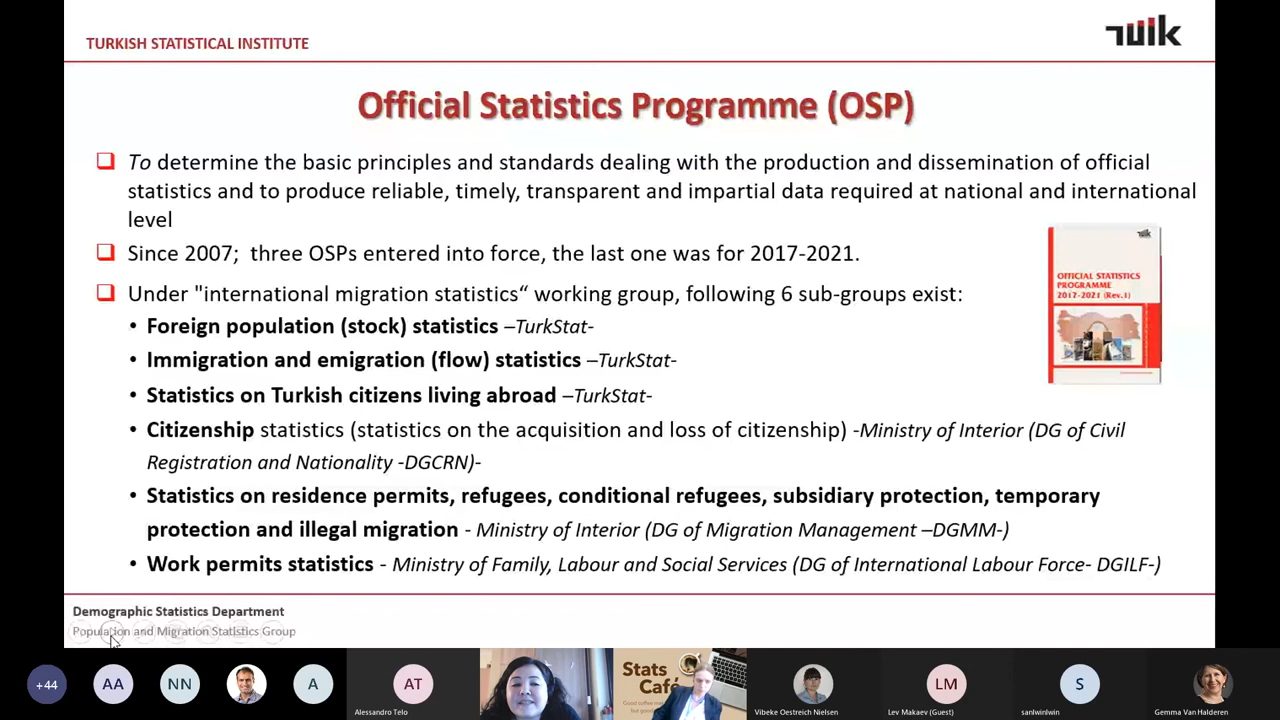 TURKISH STATISTICAL INSTITUTE
TUIK
Official Statistics Programme (OSP)
To determine the basic principles and standards dealing with the production and dissemination of official
statistics and to produce reliable, timely, transparent and impartial data required at national and international
level
Since 2007;  three OSPs entered into force, the last one was for 2017-2021.
Under "international migration statistics“ working group, following 6 sub-groups exist:
• Foreign population (stock) statistics –TurkStat-
• Immigration and emigration (flow) statistics –TurkStat-
• Statistics on Turkish citizens living abroad –TurkStat-
• Citizenship statistics (statistics on the acquisition and loss of citizenship) -Ministry of Interior (DG of Civil
Registration and Nationality -DGCRN)-
• Statistics on residence permits, refugees, conditional refugees, subsidiary protection, temporary
protection and illegal migration - Ministry of Interior (DG of Migration Management –DGMM-)
• Work permits statistics - Ministry of Family, Labour and Social Services (DG of International Labour Force- DGILF-)
TUIK
OFFICIAL STATISTICS
PROGRAMME
2017-2021 (Rev.1)
Demographic Statistics Department
Population and Migration Statistics Group
+44
AA
NN
A
AT
Alessandro Telo
Stats
Café
Good coffee
but good
Vibeke Oestreich Nielsen
LM
Lev Makaev (Guest)
S
sanlwinlwin
Gemma Van Halderen